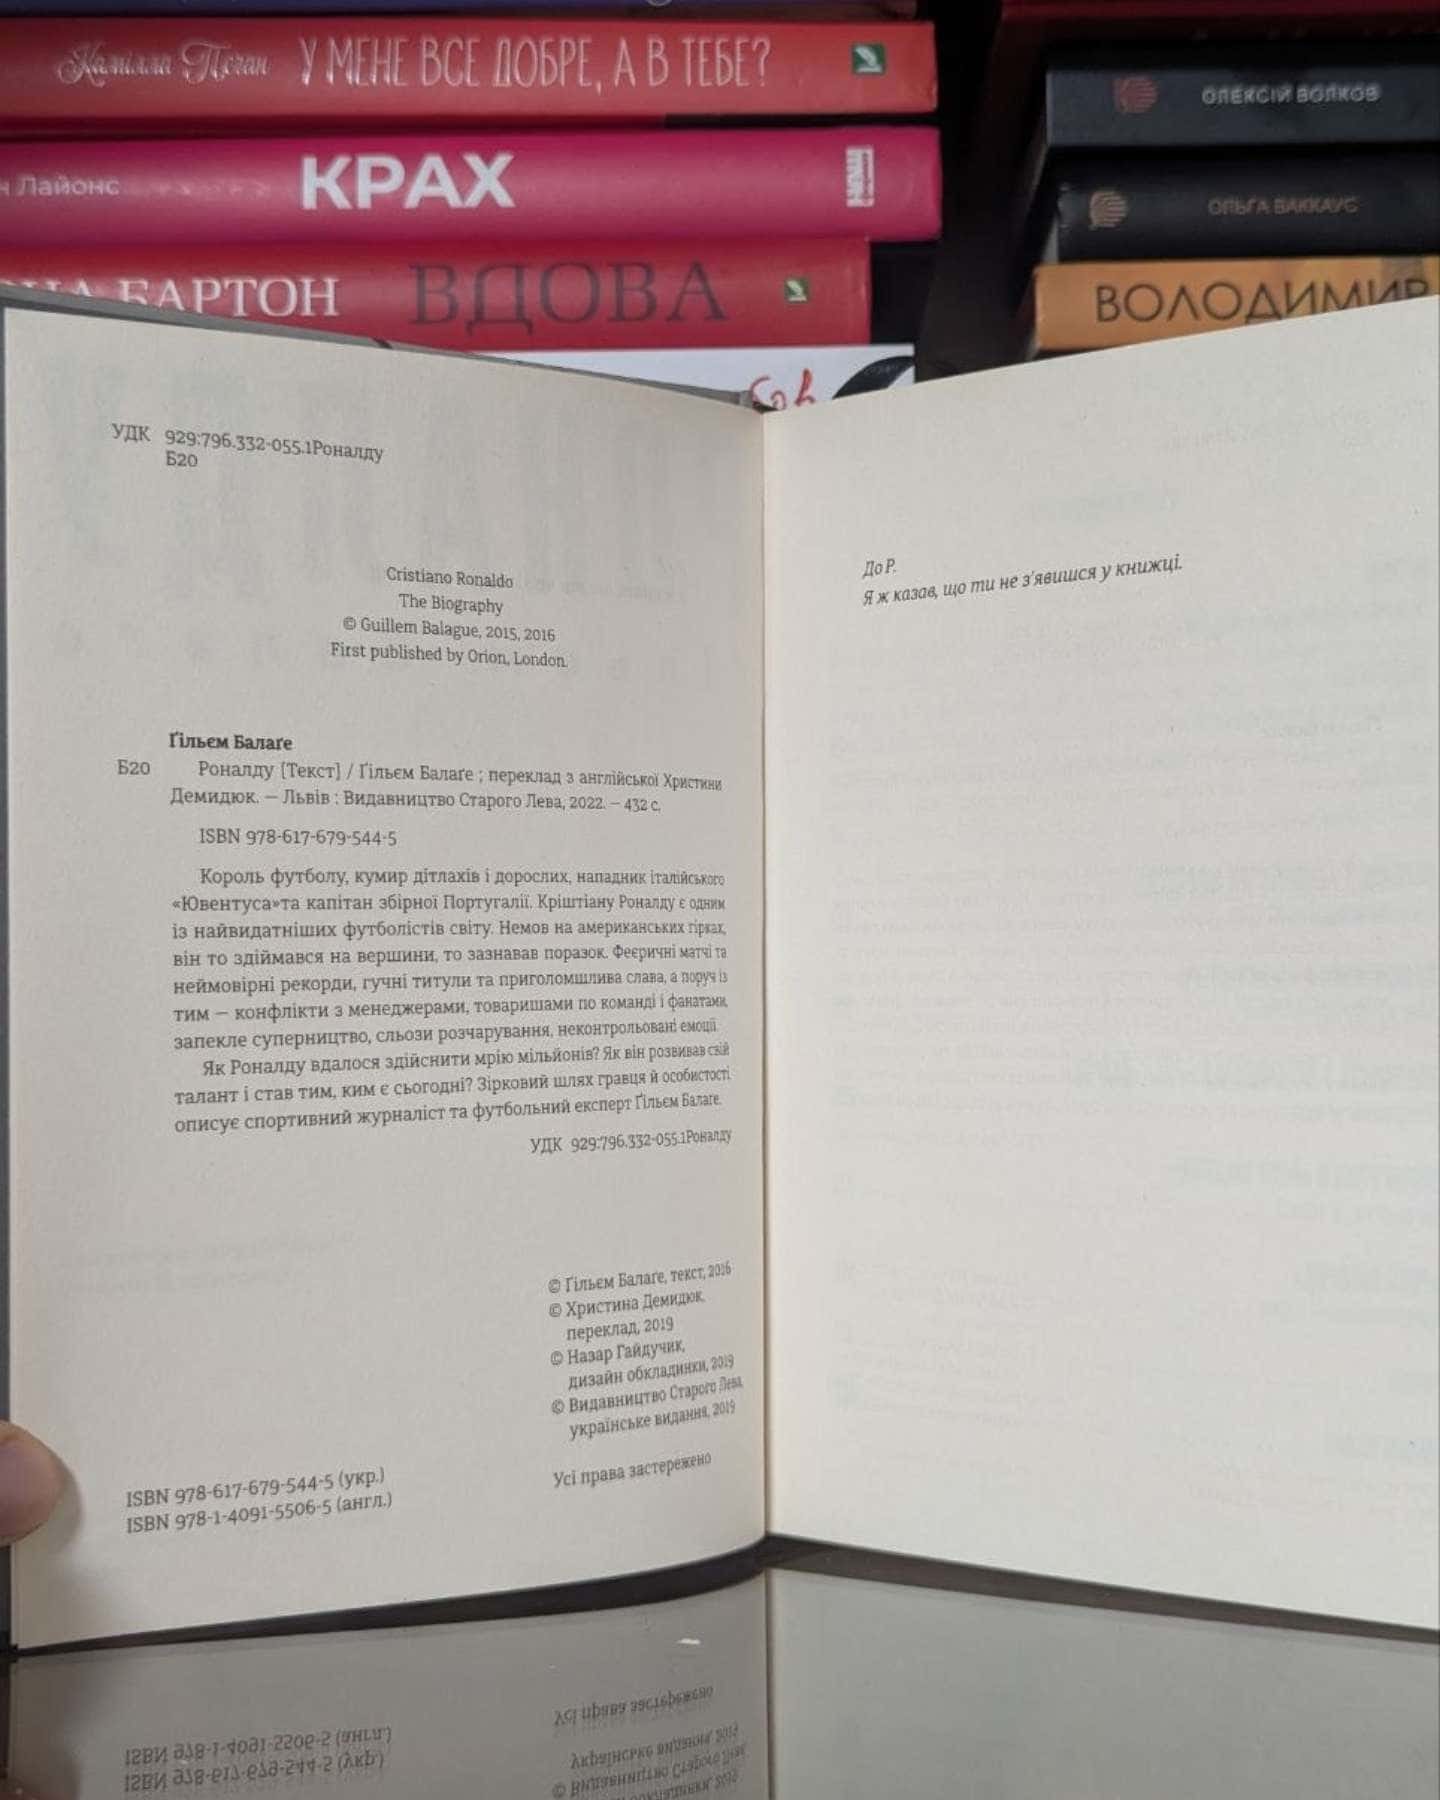 Камілла Почан У МЕНЕ ВСЕ ДОБРЕ, А В ТЕБЕ?
Лайонс КРАХ
БАРТОН ВДОВА
ОЛЕКСІЙ ВОЛКОВ
ОЛЬГА ВАККАУС
ВОЛОДИМИР
УДК 929:796.332-055.1Роналду
Б20
Cristiano Ronaldo
The Biography
© Guillem Balague, 2015, 2016
First published by Orion, London.
Ґільєм Балаґе
Б20 Роналду [Текст] / Ґільєм Балаґе ; переклад з англійської Христини
Демидюк. — Львів : Видавництво Старого Лева, 2022. — 432 с.
ISBN 978-617-679-544-5
Король футболу, кумир дітлахів і дорослих, нападник італійського
«Ювентуса»та капітан збірної Португалії. Кріштіану Роналду є одним
із найвидатніших футболістів світу. Немов на американських гірках,
він то здіймався на вершини, то зазнавав поразок. Феєричні матчі та
неймовірні рекорди, гучні титули та приголомшлива слава, а поруч із
тим — конфлікти з менеджерами, товаришами по команді і фанатами,
запекле суперництво, сльози розчарування, неконтрольовані емоції.
Як Роналду вдалося здійснити мрію мільйонів? Як він розвивав свій
талант і став тим, ким є сьогодні? Зірковий шлях гравця й особистості
описує спортивний журналіст та футбольний експерт Ґільєм Балаґе.
УДК 929:796.332-055.1Роналду
© Ґільєм Балаґе, текст, 2016
© Христина Демидюк,
переклад, 2019
© Назар Гайдучик,
дизайн обкладинки, 2019
© Видавництво Старого Лева,
українське видання, 2019
ISBN 978-617-679-544-5 (укр.)
ISBN 978-1-4091-5506-5 (англ.)
Усі права застережено
До Р.
Я ж казав, що ти не з'явишся у книжці.